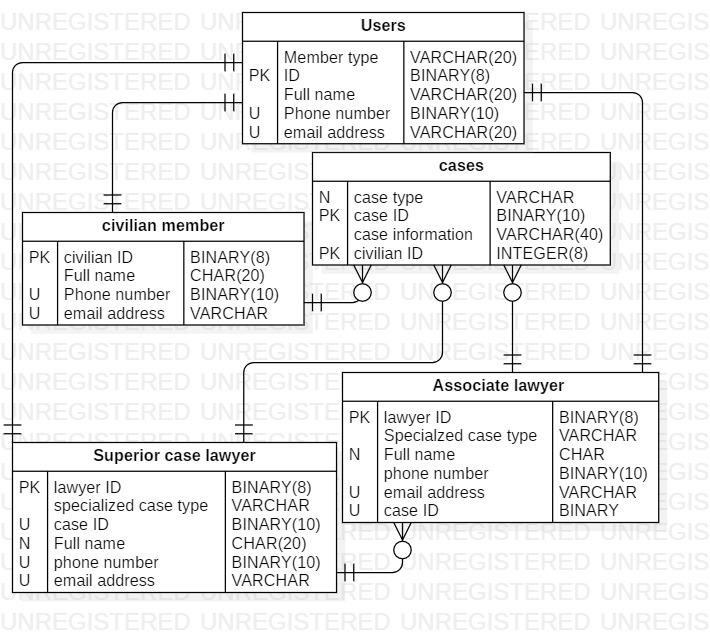 Users
Member type VARCHAR(20)
PK ID BINARY(8)
Full name VARCHAR(20)
U Phone number BINARY(10)
U email address VARCHAR(20)
cases
N case type VARCHAR
PK case ID BINARY(10)
case information VARCHAR(40)
PK civilian ID INTEGER(8)
civilian member
PK civilian ID BINARY(8)
Full name CHAR(20)
U Phone number BINARY(10)
U email address VARCHAR
Associate lawyer
PK lawyer ID BINARY(8)
Specialzed case type VARCHAR
N Full name CHAR
phone number BINARY(10)
U email address VARCHAR
U case ID BINARY
Superior case lawyer
PK lawyer ID BINARY(8)
specialized case type VARCHAR
U case ID BINARY(10)
N Full name CHAR(20)
U phone number BINARY(10)
U email address VARCHAR
UNREGISTERED UNREGISTERED UNREGISTERED UNREGIS